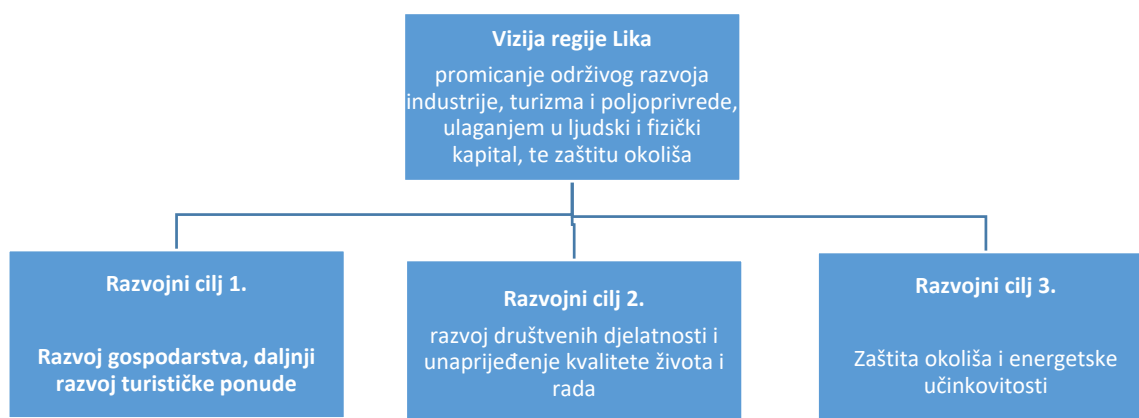 Vizija regije Lika
promicanje održivog razvoja
industrije, turizma i poljoprivrede,
ulaganjem u ljudski i fizički
kapital, te zaštitu okoliša
Razvojni cilj 1.
Razvoj gospodarstva, daljnji
razvoj turističke ponude
Razvojni cilj 2.
razvoj društvenih djelatnosti i
unaprijeđenje kvalitete života i
rada
Razvojni cilj 3.
Zaštita okoliša i energetske
učinkovitosti